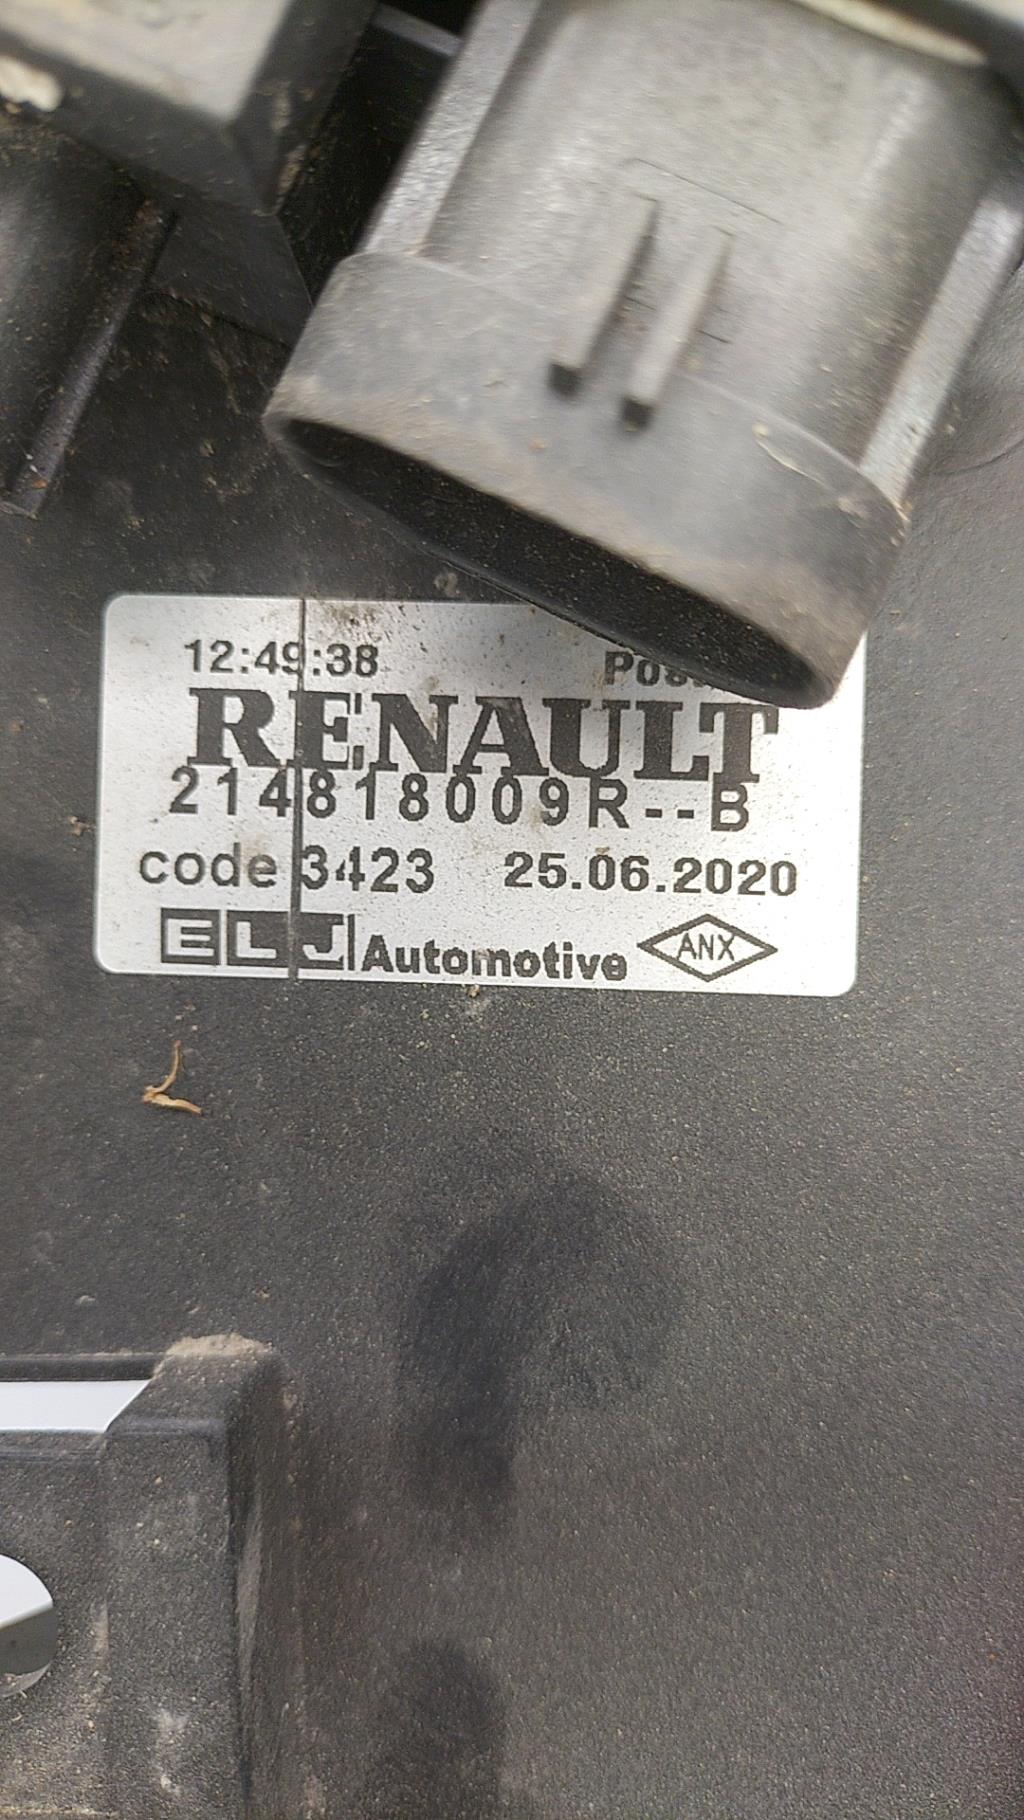 12:49:38
RENAULT
214818009R--B
code 3423 25.06.2020
ELJ Automotive ANX